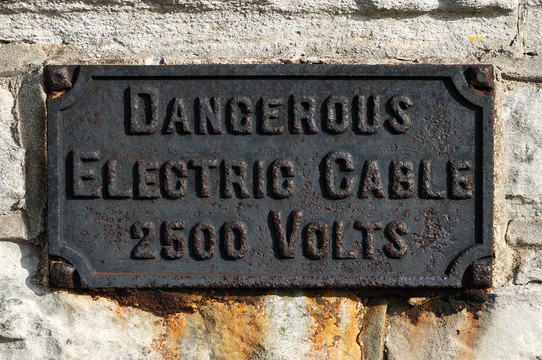 DANGEROUS
ELECTRIC CABLE
2500 VOLTS